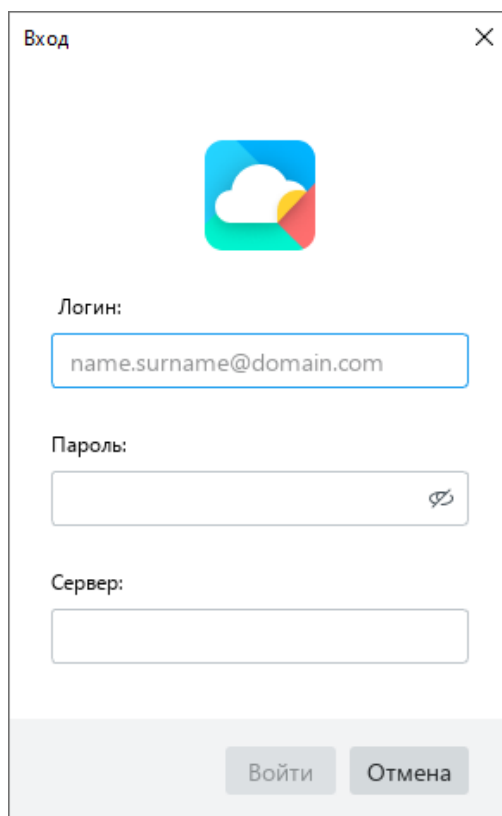 Вход
Логин:
name.surname@domain.com
Пароль:
Сервер:
Войти Отмена